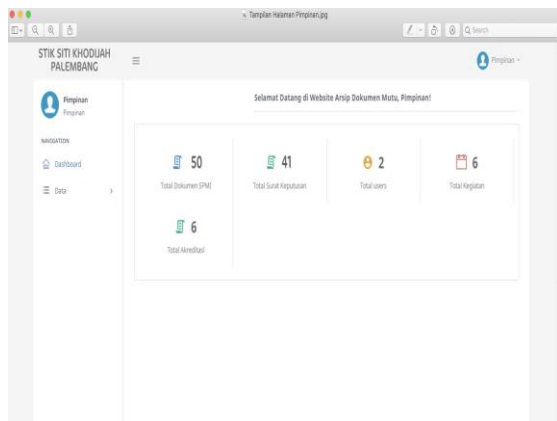 Tampilan Halaman Pimpinan.jpg
Search
STIK SITI KHODIJAH
PALEMBANG
Pimpinan
Pimpinan
Pimpinan
Selamat Datang di Website Arsip Dokumen Mutu, Pimpinan!
NAVIGATION
Dashboard
Data
50
Total Dokumen SPMI
41
Total Surat Keputusan
2
Total users
6
Total Kegiatan
6
Total Akreditasi